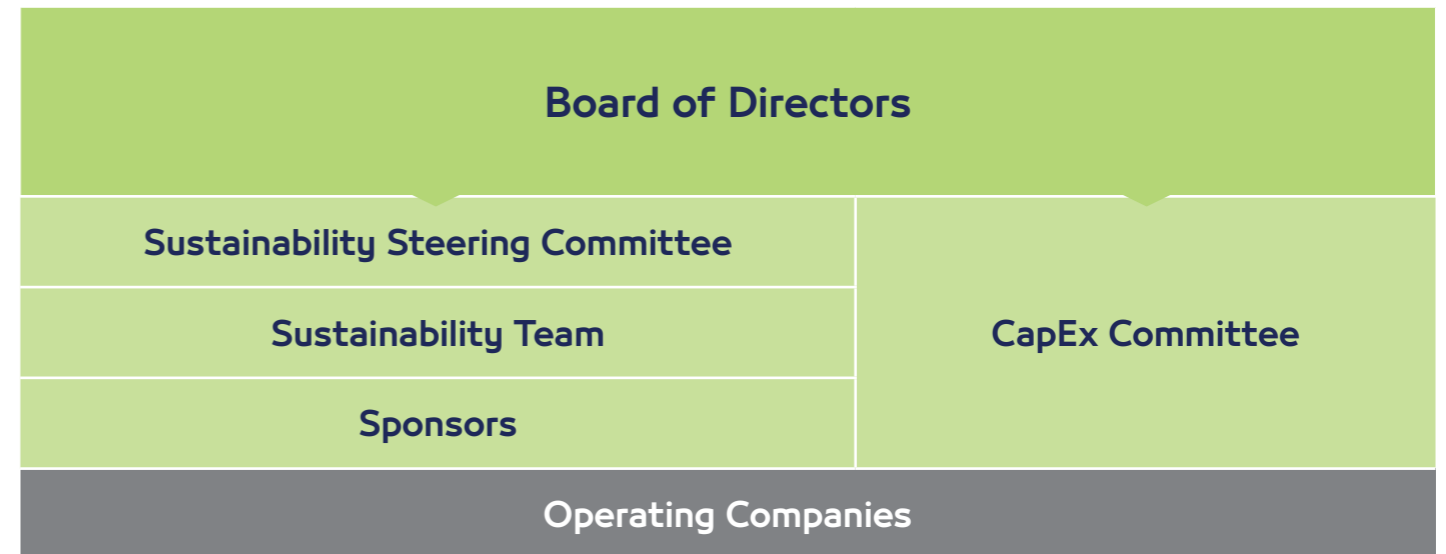 Board of Directors
Sustainability Steering Committee
Sustainability Team
Sponsors
CapEx Committee
Operating Companies